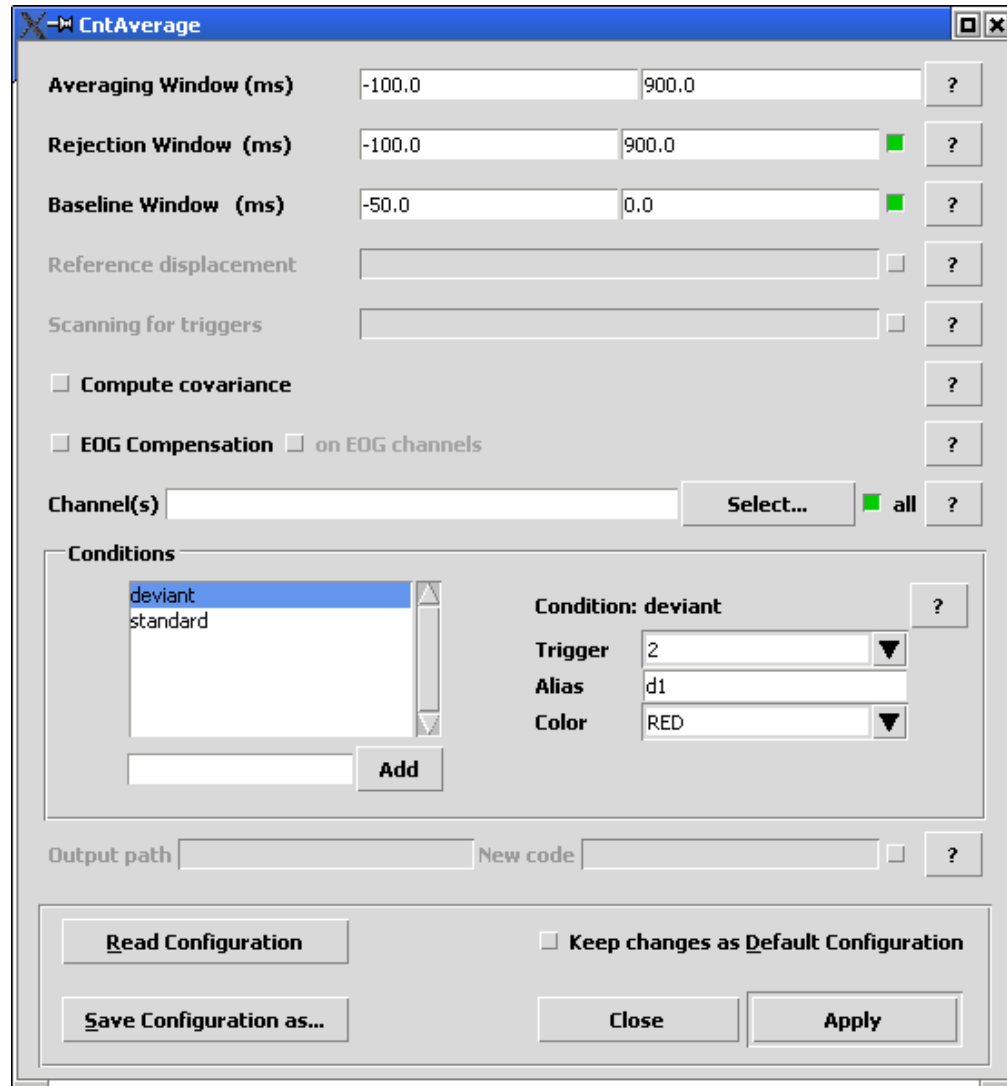 CntAverage
Averaging Window (ms) -100.0 900.0 ?
Rejection Window (ms) -100.0 900.0 ?
Baseline Window (ms) -50.0 0.0 ?
Reference displacement ?
Scanning for triggers ?
Compute covariance ?
EOG Compensation on EOG channels ?
Channel(s) Select... all ?
Conditions
deviant
standard
Add
Condition: deviant ?
Trigger 2
Alias d1
Color RED
Output path New code ?
Read Configuration Keep changes as Default Configuration
Save Configuration as... Close Apply